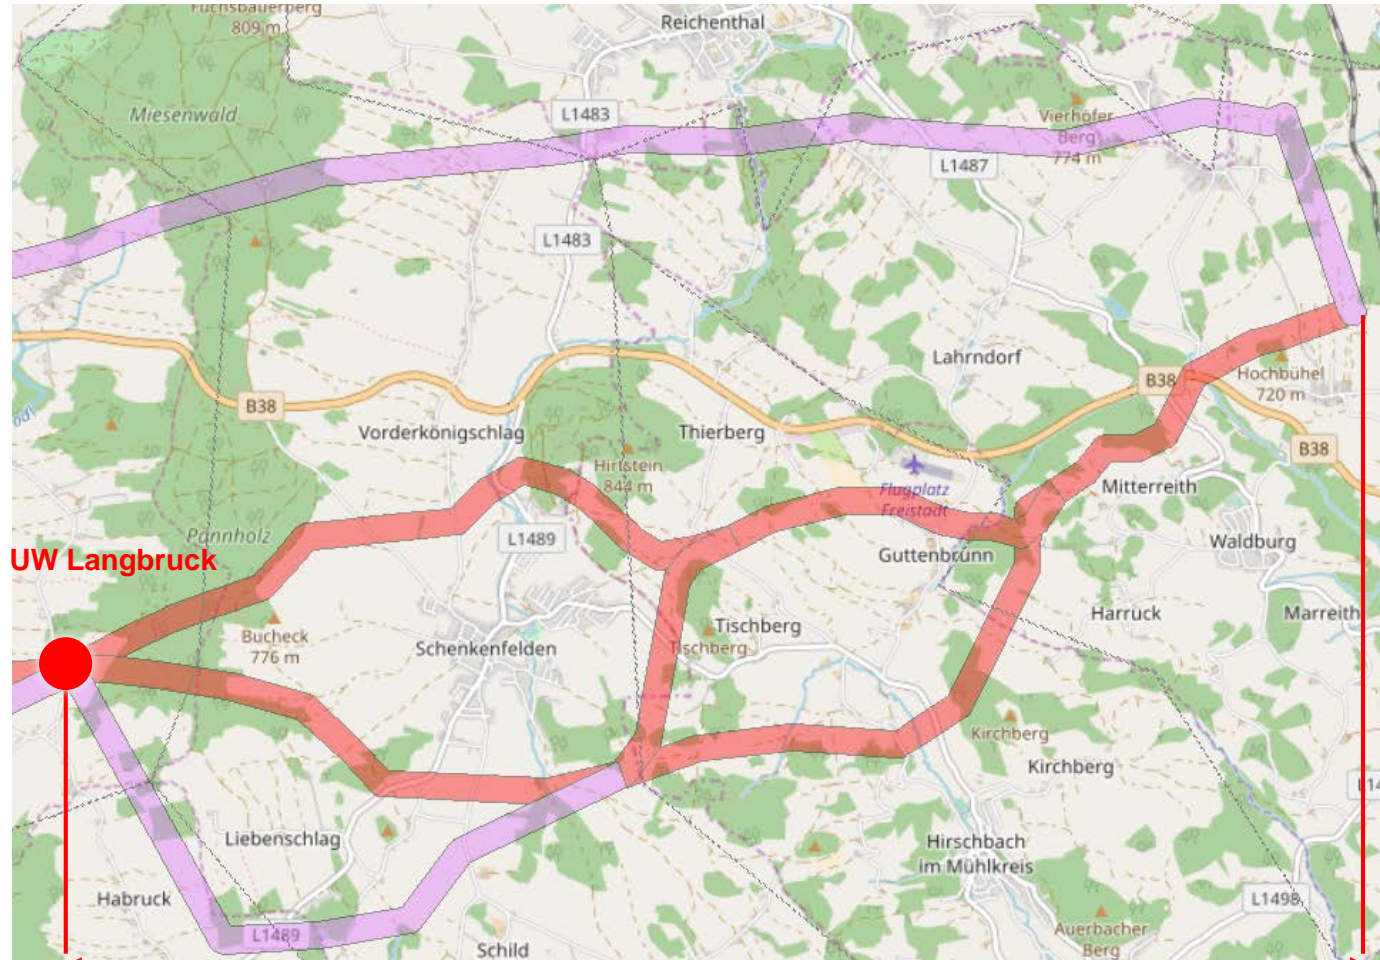 Fuchsbauerberg
809 m
Reichenthal
Miesenwald
L1483
Vierhöfer
Berg
774 m
L1487
L1483
Lahrndorf
B38
Hochbühel
720 m
B38
Vorderkönigschlag
Thierberg
B38
Hirtstein
844 m
Flugplatz
Freistadt
Mitterreith
Pannholz
L1489
Guttenbrunn
Waldburg
UW Langbruck
Bucheck
776 m
Schenkenfelden
Tischberg
Tischberg
Harruck
Marreith
Kirchberg
Kirchberg
L14
Liebenschlag
Hirschbach
im Mühlkreis
Habruck
L1498
L1489
Schild
Auerbacher
Berg